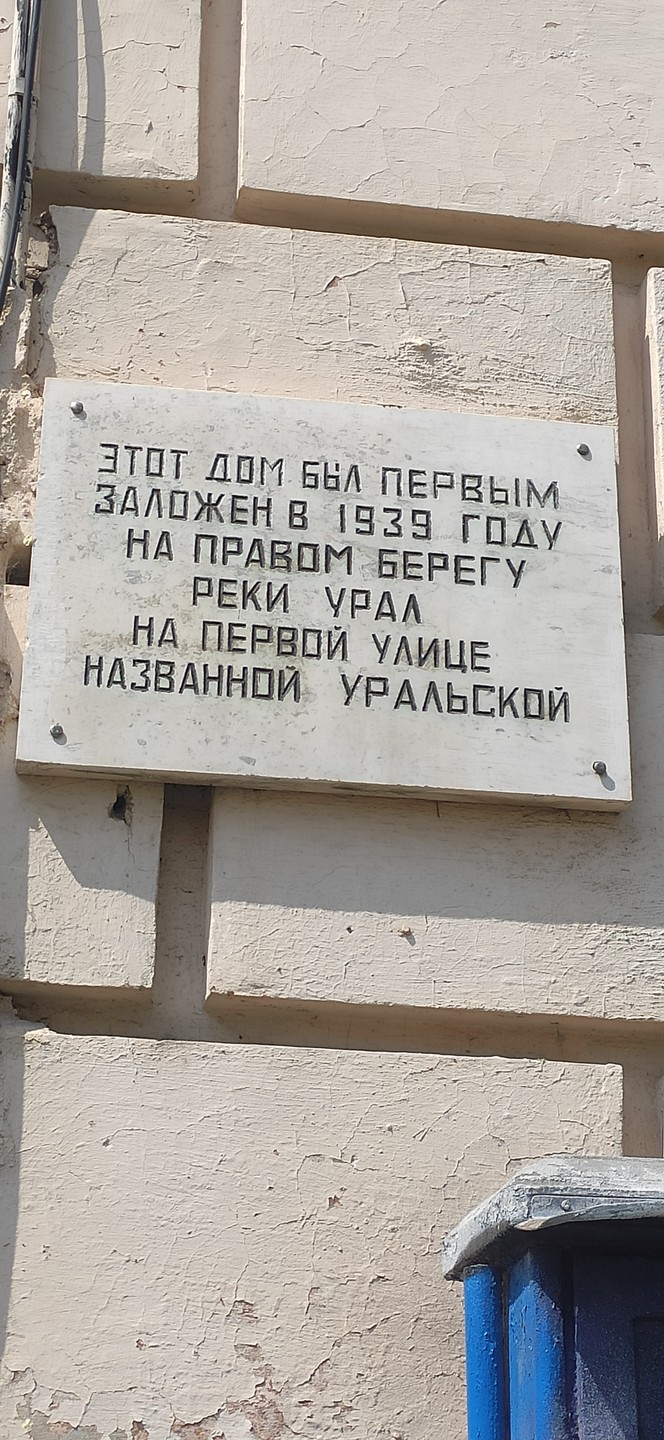 ЭТОТ ДОМ БЫЛ ПЕРВЫМ
ЗАЛОЖЕН В 1939 ГОДУ
НА ПРАВОМ БЕРЕГУ
РЕКИ УРАЛ
НА ПЕРВОЙ УЛИЦЕ
НАЗВАННОЙ УРАЛЬСКОЙ